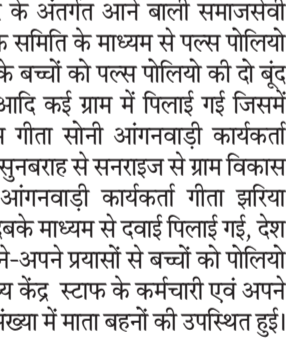 के अंतर्गत आने बाली समाजसेवी
समिति के माध्यम से पल्स पोलियो
के बच्चों को पल्स पोलियो की दो बूंद
आदि कई ग्राम में पिलाई गई जिसमें
गीता सोनी आंगनवाड़ी कार्यकर्ता
सुनबराह से सनराइज से ग्राम विकास
आंगनवाड़ी कार्यकर्ता गीता झरिया
के माध्यम से दवाई पिलाई गई, देश
ने-अपने प्रयासों से बच्चों को पोलियो
केंद्र स्टाफ के कर्मचारी एवं अपने
में माता बहनों की उपस्थित हुई।